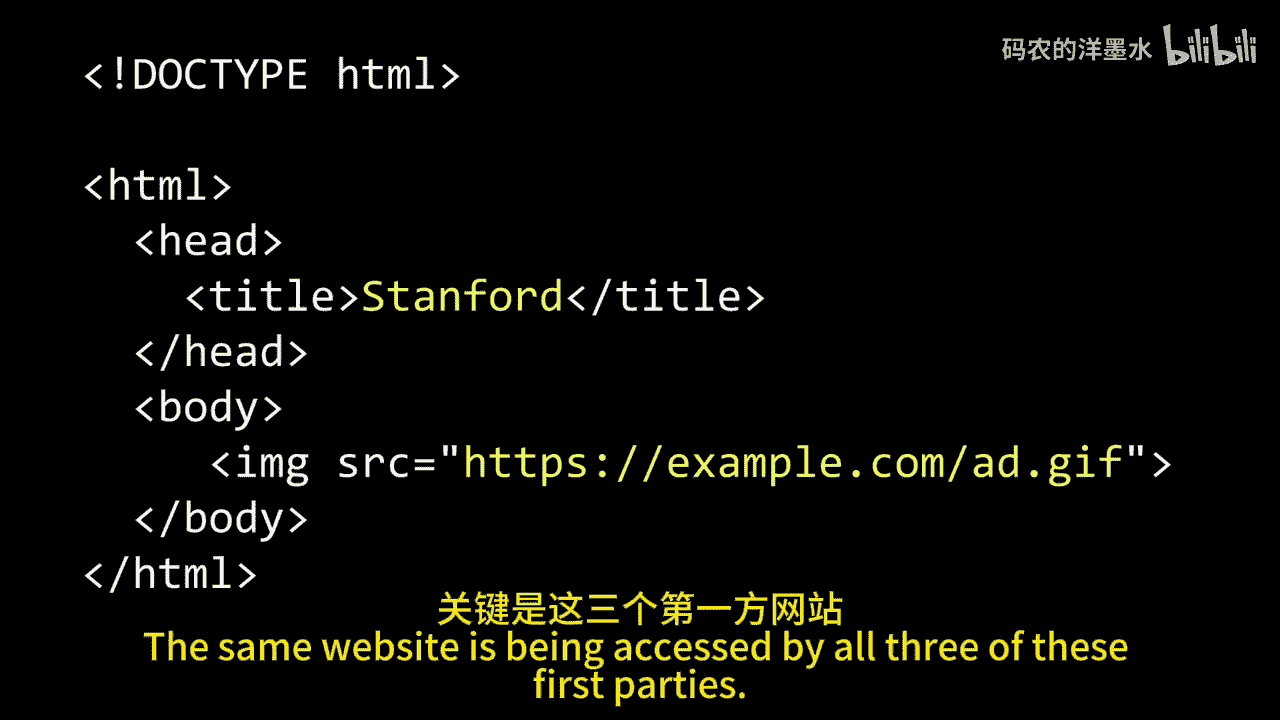 码农的洋墨水 bilibili
<!DOCTYPE html>
<html>
<head>
<title>Stanford</title>
</head>
<body>
<img src="https://example.com/ad.gif">
</body>
</html>
关键是这三个第一方网站
The same website is being accessed by all three of these
first parties.